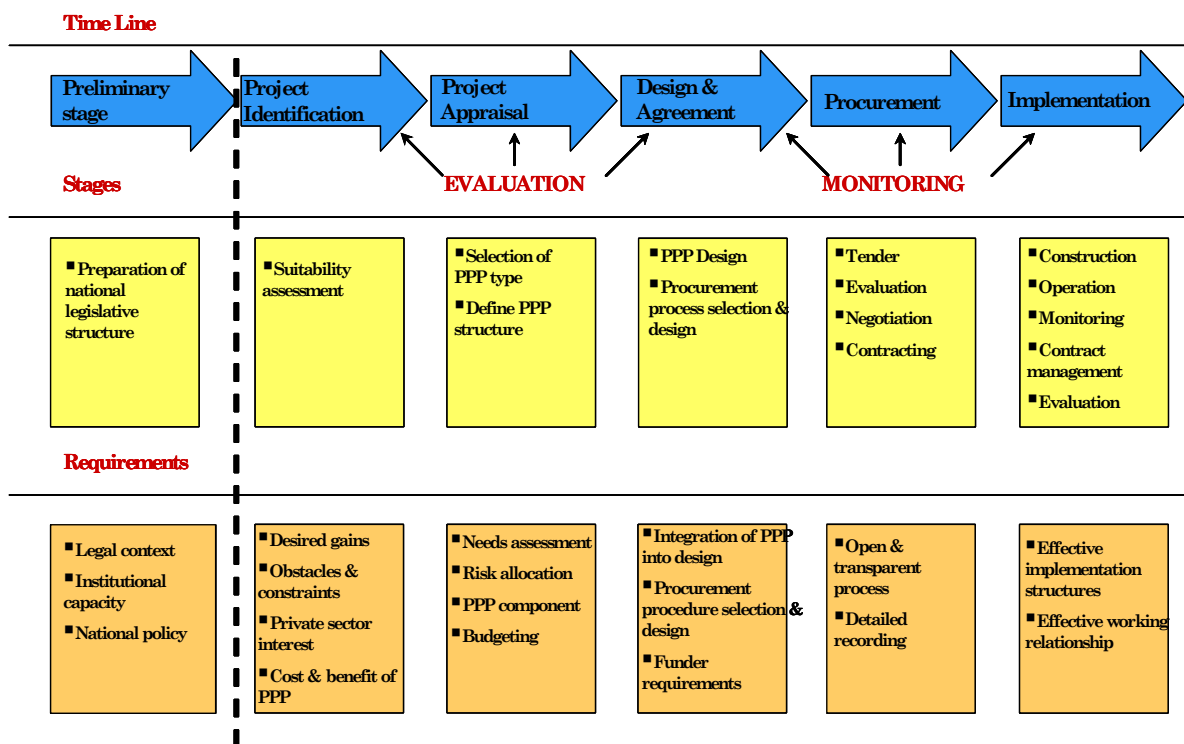 Time Line
Preliminary
stage
Project
Identification
Project
Appraisal
Design &
Agreement
Procurement
Implementation
Stages
EVALUATION
MONITORING
▪Preparation of
national
legislative
structure
▪Suitability
assessment
▪Selection of
PPP type
▪Define PPP
structure
▪PPP Design
▪Procurement
process selection &
design
▪Tender
▪Evaluation
▪Negotiation
▪Contracting
▪Construction
▪Operation
▪Monitoring
▪Contract
management
▪Evaluation
Requirements
▪Legal context
▪Institutional
capacity
▪National policy
▪Desired gains
▪Obstacles &
constraints
▪Private sector
interest
▪Cost & benefit of
PPP
▪Needs assessment
▪Risk allocation
▪PPP component
▪Budgeting
▪Integration of PPP
into design
▪Procurement
procedure selection &
design
▪Funder
requirements
▪Open &
transparent
process
▪Detailed
recording
▪Effective
implementation
structures
▪Effective working
relationship